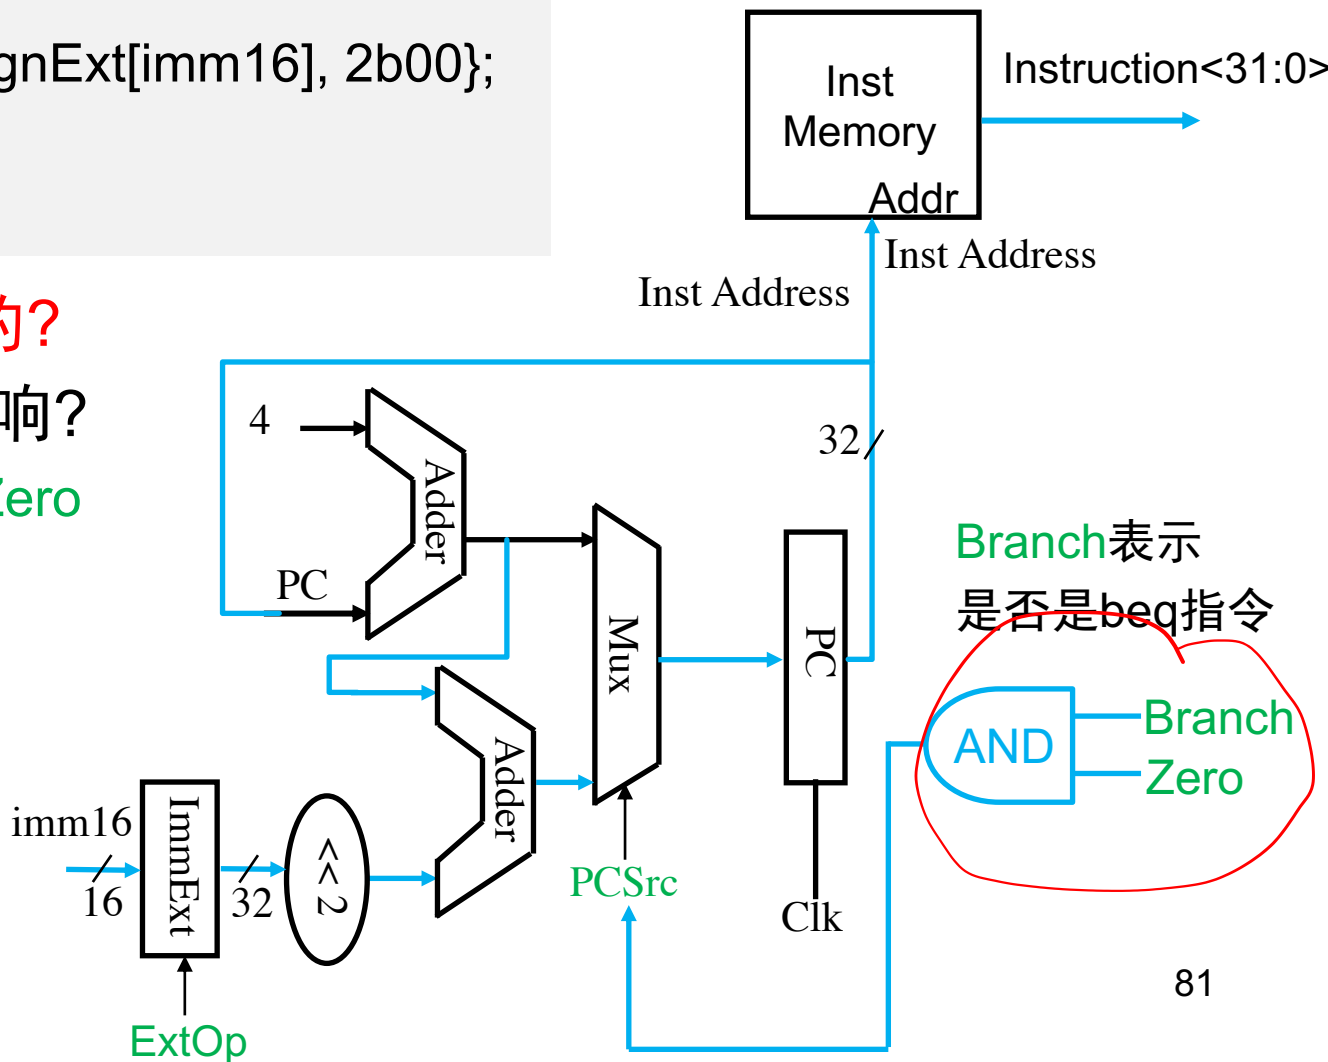 gnExt[imm16], 2b00};
Inst
Memory
Addr
Instruction<31:0>
Inst Address
Inst Address
的?
响?
Zero
4
Adder
PC
32
Mux
PC
Branch表示
是否是beq指令
AND
Branch
Zero
Adder
imm16
16
ImmExt
32
<< 2
PCSrc
Clk
ExtOp
81